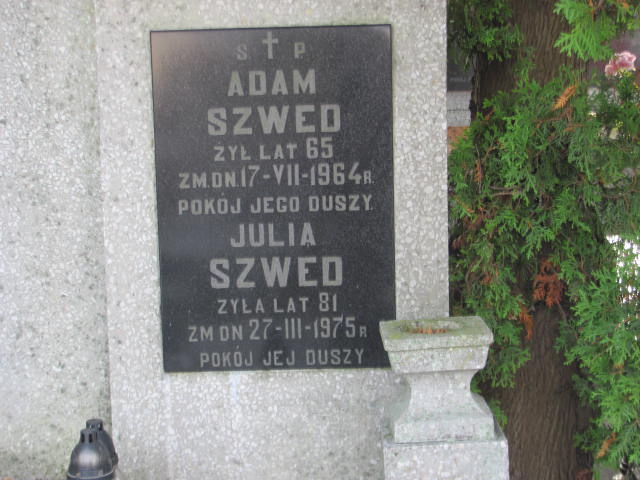 S † P
ADAM
SZWED
ŻYŁ LAT 65
ZM.DN.17-VII-1964R.
POKÓJ JEGO DUSZY
JULIA
SZWED
ŻYŁA LAT 81
ZM DN 27-III-1975R
POKÓJ JEJ DUSZY